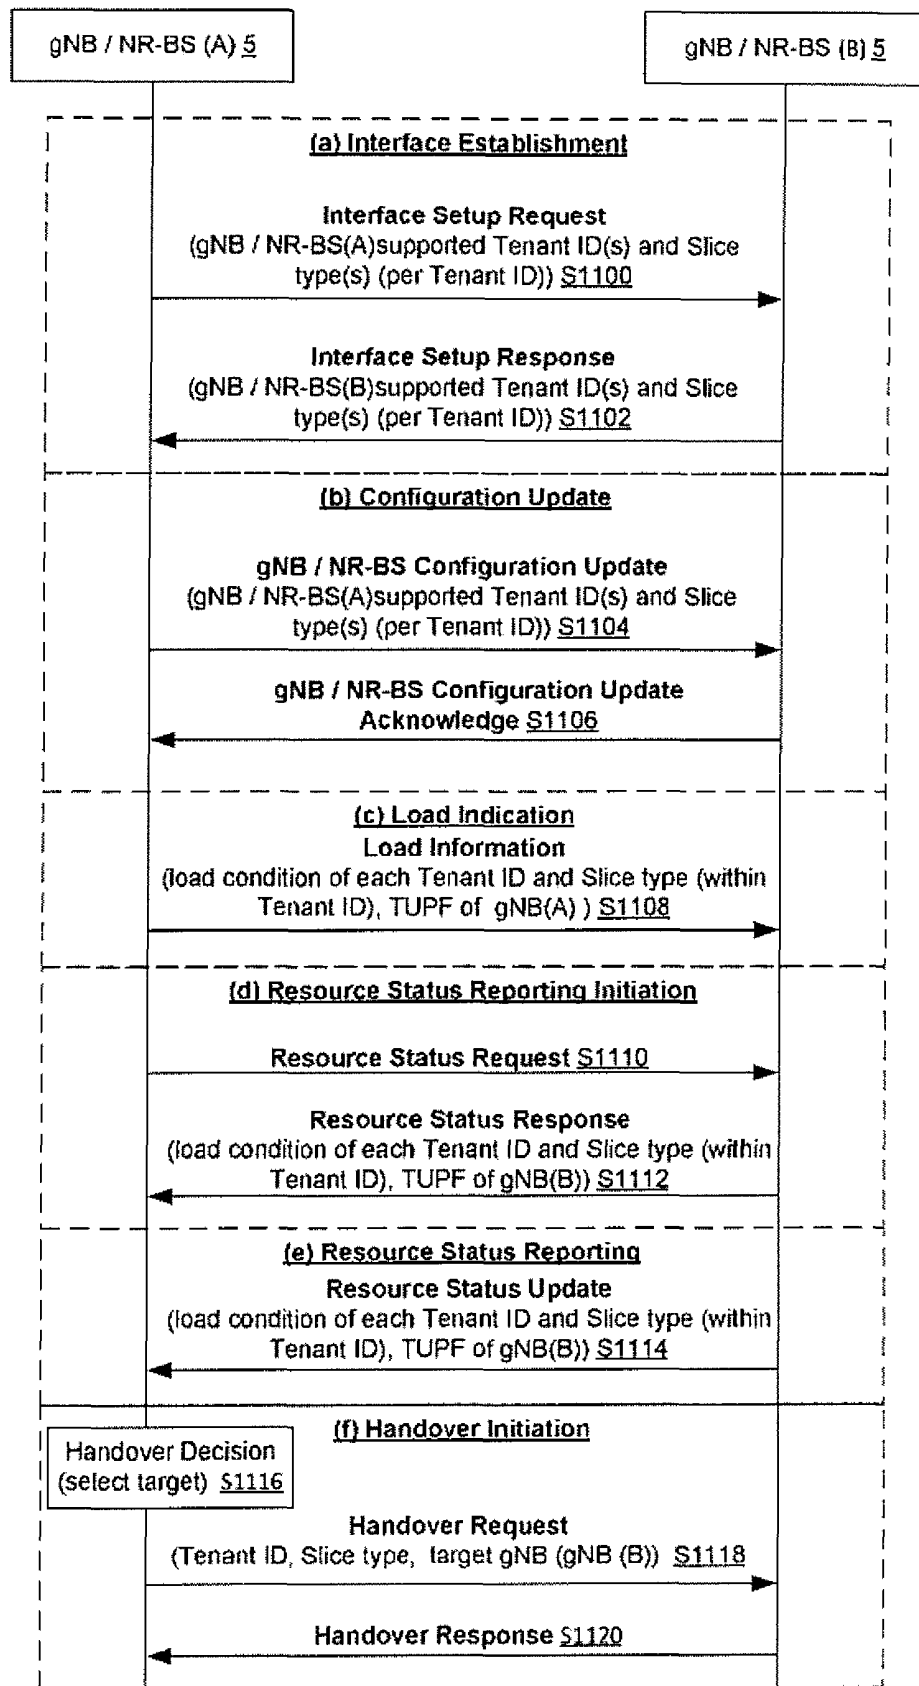 gNB / NR-BS (A) 5
gNB / NR-BS (B) 5
(a) Interface Establishment
Interface Setup Request
(gNB / NR-BS(A)supported Tenant ID(s) and Slice
type(s) (per Tenant ID)) S1100
Interface Setup Response
(gNB / NR-BS(B)supported Tenant ID(s) and Slice
type(s) (per Tenant ID)) S1102
(b) Configuration Update
gNB / NR-BS Configuration Update
(gNB / NR-BS(A)supported Tenant ID(s) and Slice
type(s) (per Tenant ID)) S1104
gNB / NR-BS Configuration Update
Acknowledge S1106
(c) Load Indication
Load Information
(load condition of each Tenant ID and Slice type (within
Tenant ID), TUPF of gNB(A) ) S1108
(d) Resource Status Reporting Initiation
Resource Status Request S1110
Resource Status Response
(load condition of each Tenant ID and Slice type (within
Tenant ID), TUPF of gNB(B)) S1112
(e) Resource Status Reporting
Resource Status Update
(load condition of each Tenant ID and Slice type (within
Tenant ID), TUPF of gNB(B)) S1114
(f) Handover Initiation
Handover Decision
(select target) S1116
Handover Request
(Tenant ID, Slice type, target gNB (gNB (B)) S1118
Handover Response S1120